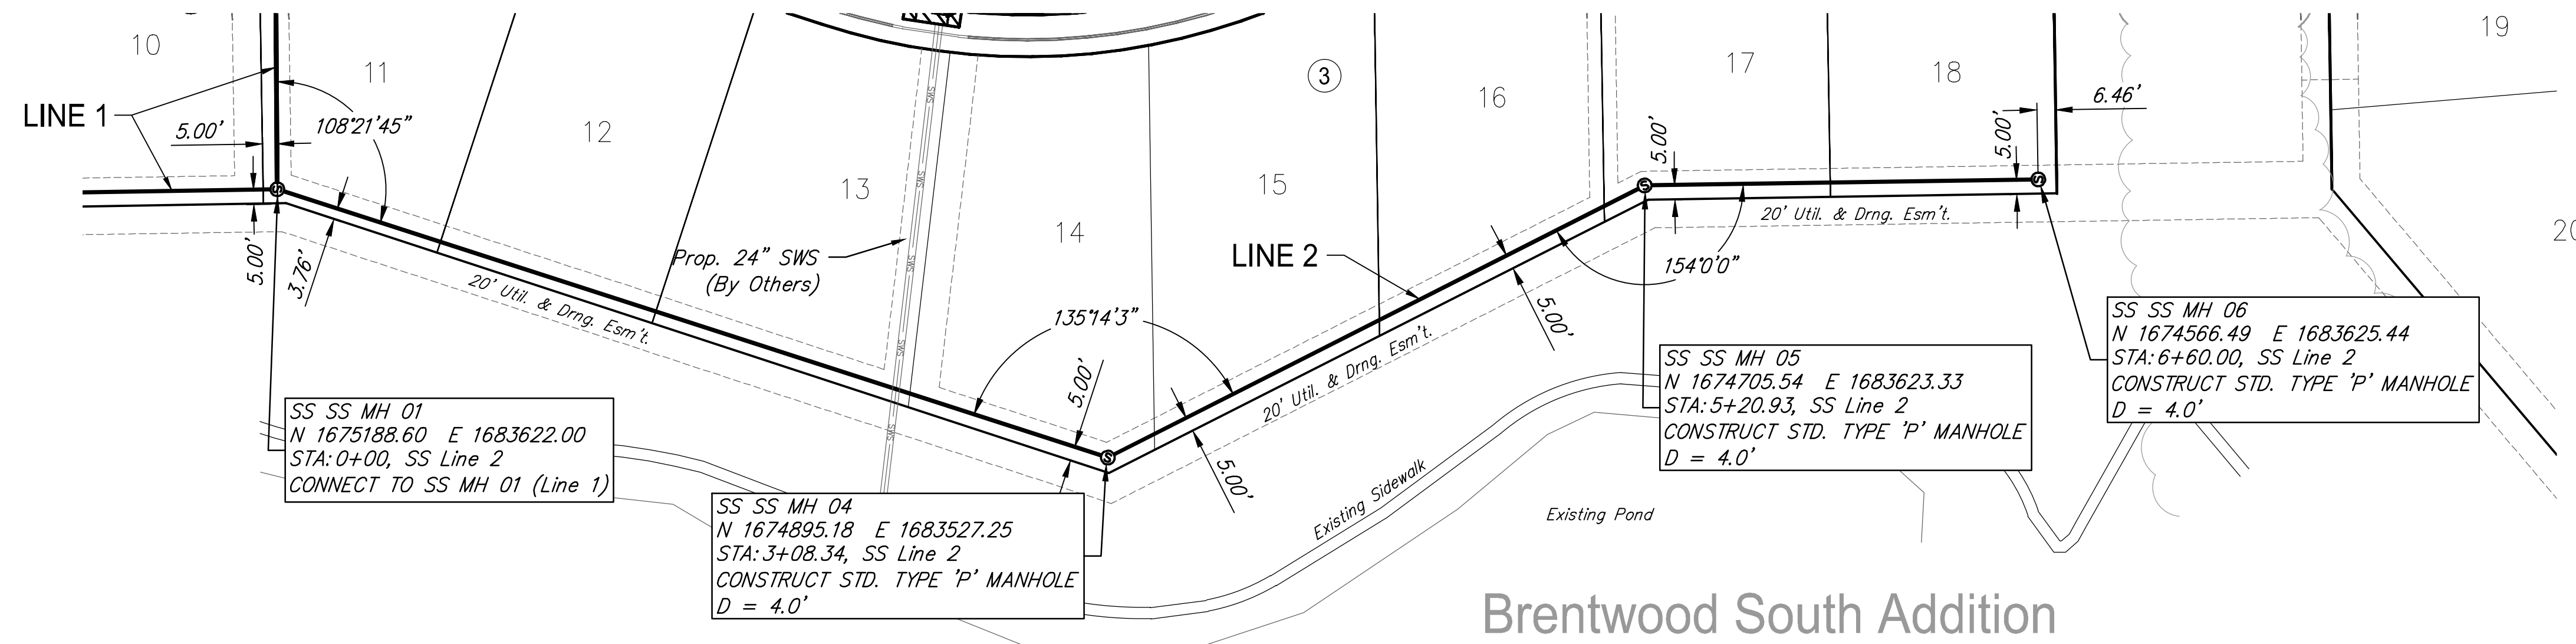 10
11
12
13
14
15
16
17
18
19
3
LINE 1
5.00'
108°21'45"
5.00'
3.76'
20' Util. & Drng. Esm't.
Prop. 24" SWS
(By Others)
SWS
SWS
SWS
SWS
SWS
135°14'3"
5.00'
5.00'
LINE 2
20' Util. & Drng. Esm't.
5.00'
5.00'
154°0'0"
20' Util. & Drng. Esm't.
5.00'
6.46'
S
S
S
S
SS SS MH 01
N 1675188.60 E 1683622.00
STA:0+00, SS Line 2
CONNECT TO SS MH 01 (Line 1)
SS SS MH 04
N 1674895.18 E 1683527.25
STA:3+08.34, SS Line 2
CONSTRUCT STD. TYPE 'P' MANHOLE
D = 4.0'
SS SS MH 05
N 1674705.54 E 1683623.33
STA:5+20.93, SS Line 2
CONSTRUCT STD. TYPE 'P' MANHOLE
D = 4.0'
SS SS MH 06
N 1674566.49 E 1683625.44
STA:6+60.00, SS Line 2
CONSTRUCT STD. TYPE 'P' MANHOLE
D = 4.0'
Existing Sidewalk
Existing Pond
Brentwood South Addition